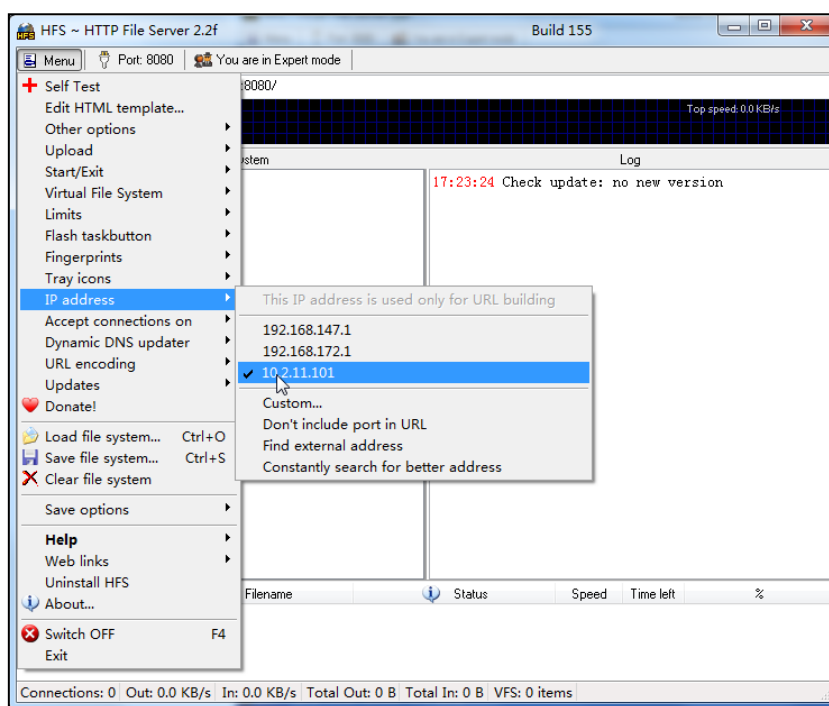 HFS ~ HTTP File Server 2.2f
Build 155
Menu
Port: 8080
You are in Expert mode
:8080/
Top speed: 0.0 KB/s
Log
17:23:24 Check update: no new version
Self Test
Edit HTML template...
Other options
Upload
Start/Exit
Virtual File System
Limits
Flash taskbutton
Fingerprints
Tray icons
IP address
Accept connections on
Dynamic DNS updater
URL encoding
Updates
Donate!
Load file system... Ctrl+O
Save file system... Ctrl+S
Clear file system
Save options
Help
Web links
Uninstall HFS
About...
Switch OFF F4
Exit
This IP address is used only for URL building
192.168.147.1
192.168.172.1
10.2.11.101
Custom...
Don't include port in URL
Find external address
Constantly search for better address
Filename
Status
Speed
Time left
%
Connections: 0
Out: 0.0 KB/s
In: 0.0 KB/s
Total Out: 0 B
Total In: 0 B
VFS: 0 items